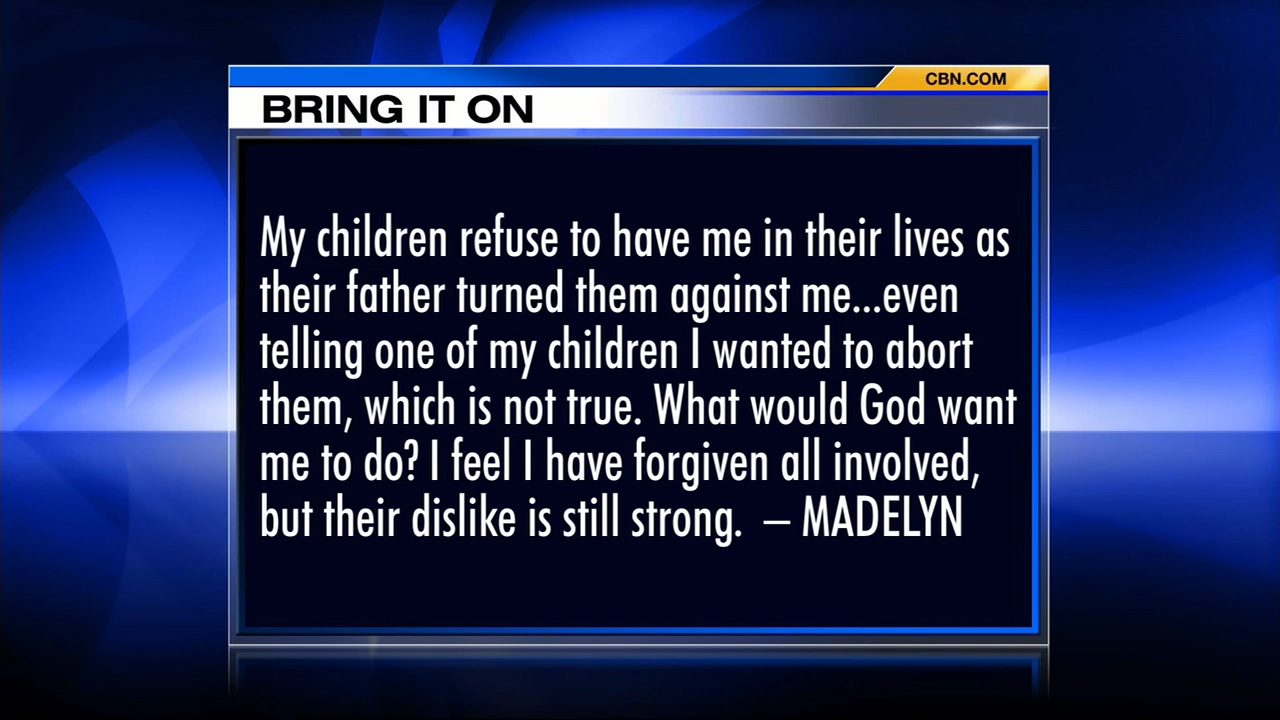 CBN.COM
BRING IT ON
My children refuse to have me in their lives as
their father turned them against me...even
telling one of my children I wanted to abort
them, which is not true. What would God want
me to do? I feel I have forgiven all involved,
but their dislike is still strong. – MADELYN